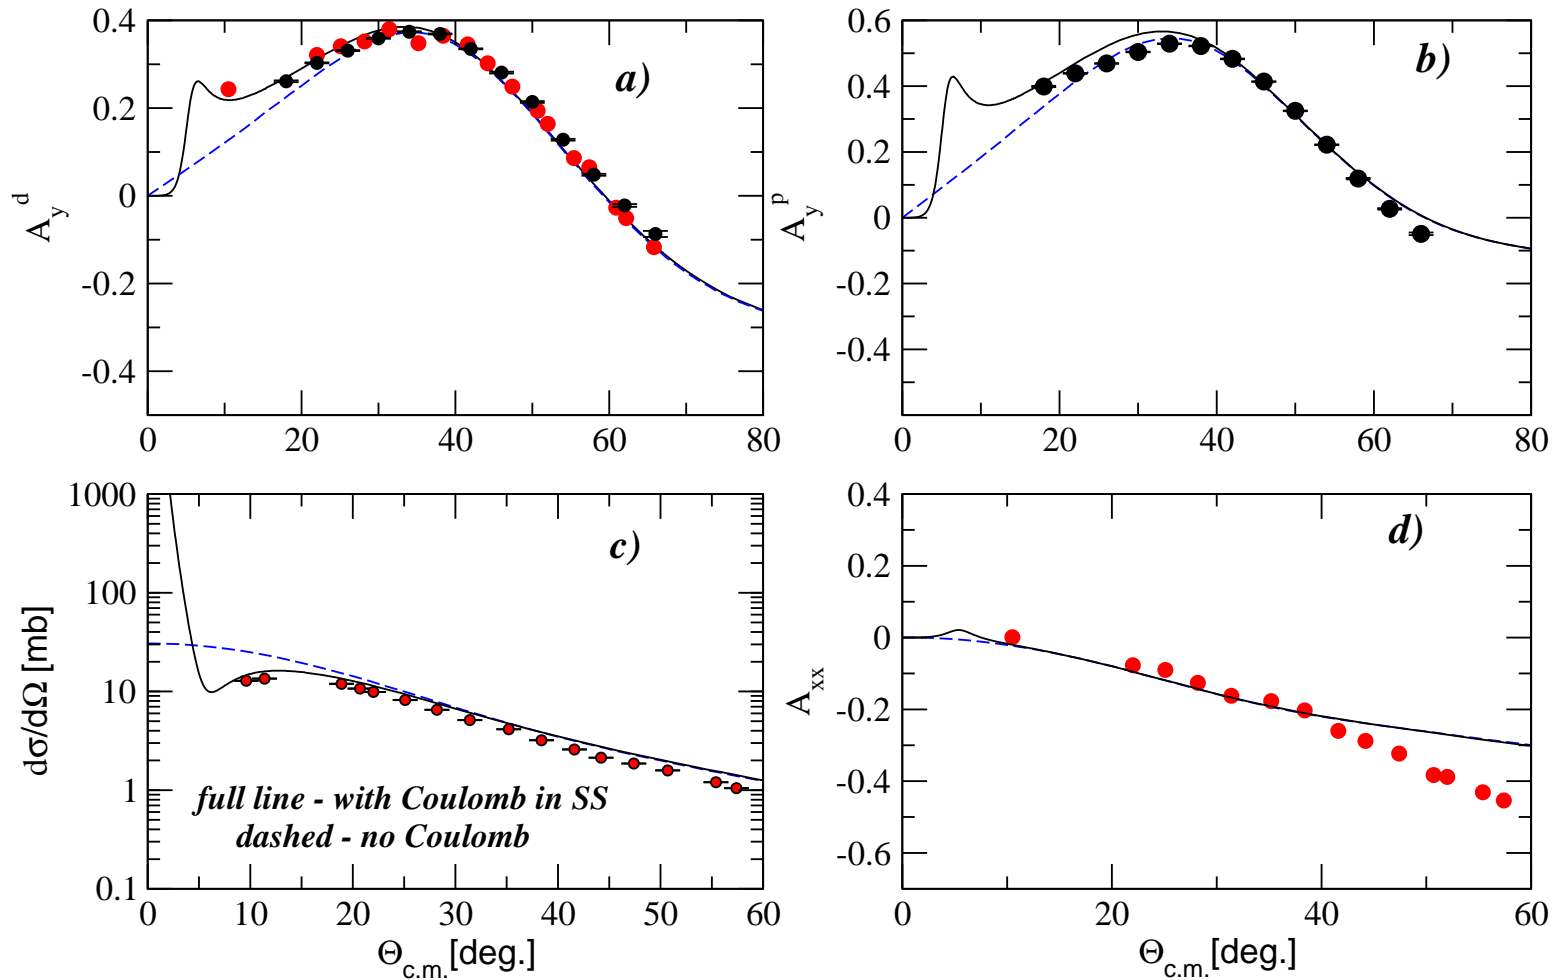 0.4
0.2
0
-0.2
-0.4
A_y^d
a)
0 20 40 60 80
0.6
0.4
0.2
0
-0.2
-0.4
A_y^p
b)
0 20 40 60 80
1000
100
10
1
0.1
dσ/dΩ [mb]
c)
full line - with Coulomb in SS
dashed - no Coulomb
0 10 20 30 40 50 60
Θ_c.m. [deg.]
0.4
0.2
0
-0.2
-0.4
-0.6
A_xx
d)
0 20 40 60
Θ_c.m. [deg.]